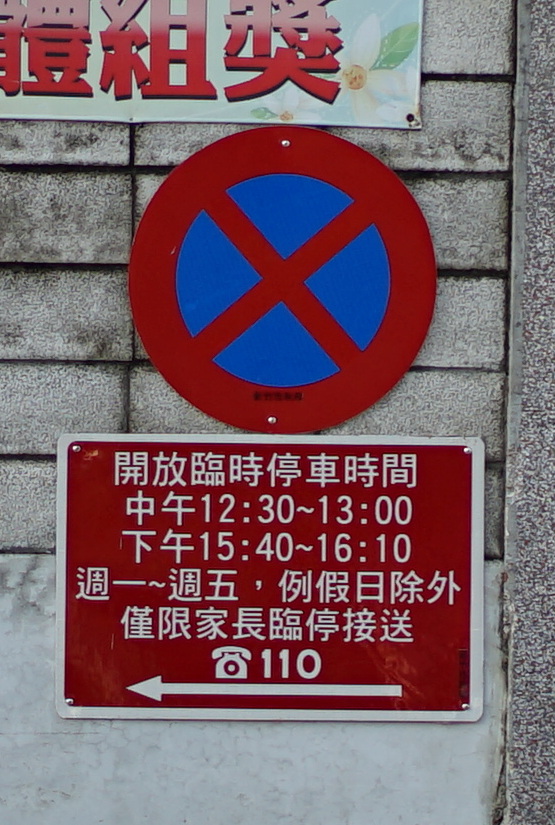 體組獎
開放臨時停車時間
中午12:30~13:00
下午15:40~16:10
週一~週五，例假日除外
僅限家長臨停接送
☎110